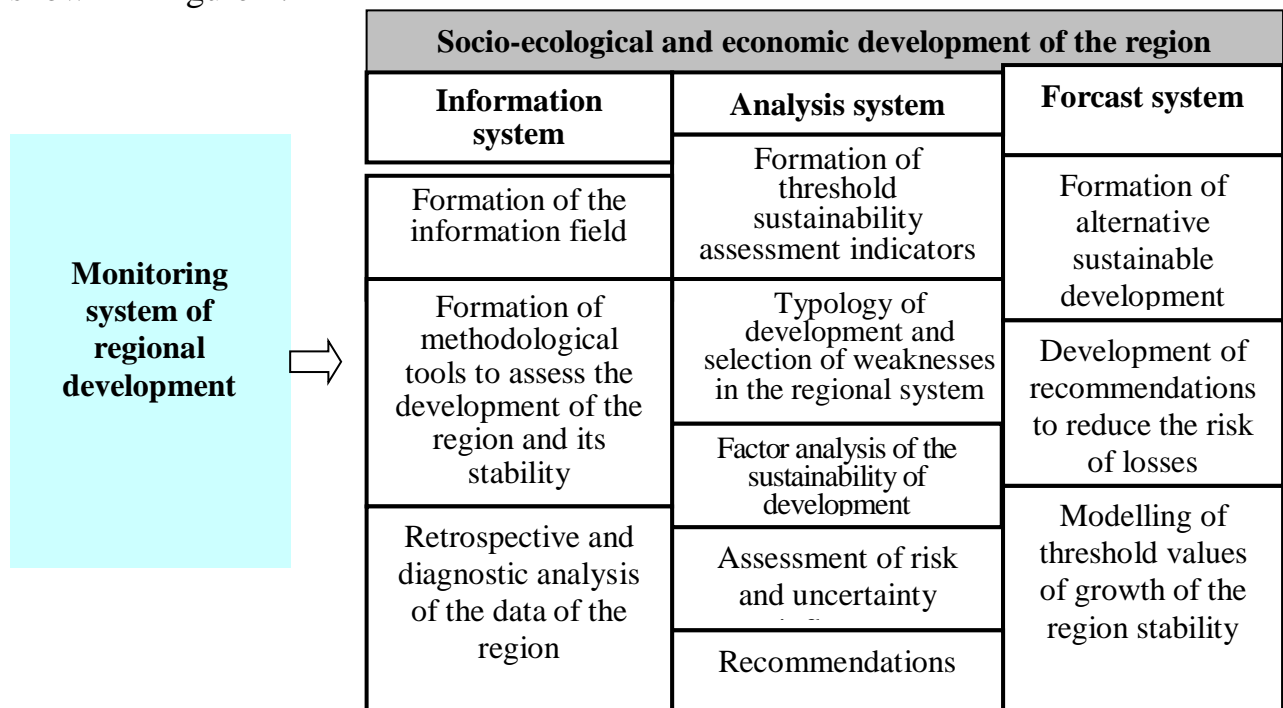 Socio-ecological and economic development of the region
Monitoring
system of
regional
development
Information
system
Formation of the
information field
Formation of
methodological
tools to assess the
development of the
region and its
stability
Retrospective and
diagnostic analysis
of the data of the
region
Analysis system
Formation of
threshold
sustainability
assessment indicators
Typology of
development and
selection of weaknesses
in the regional system
Factor analysis of the
sustainability of
development
Assessment of risk
and uncertainty
Recommendations
Forcast system
Formation of
alternative
sustainable
development
Development of
recommendations
to reduce the risk
of losses
Modelling of
threshold values
of growth of the
region stability